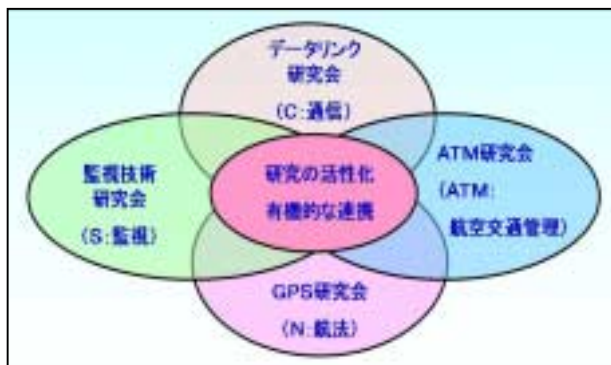 データリンク
研究会
(C:通信)
監視技術
研究会
(S:監視)
研究の活性化
有機的な連携
ATM研究会
(ATM:
航空交通管理)
GPS研究会
(N:航法)